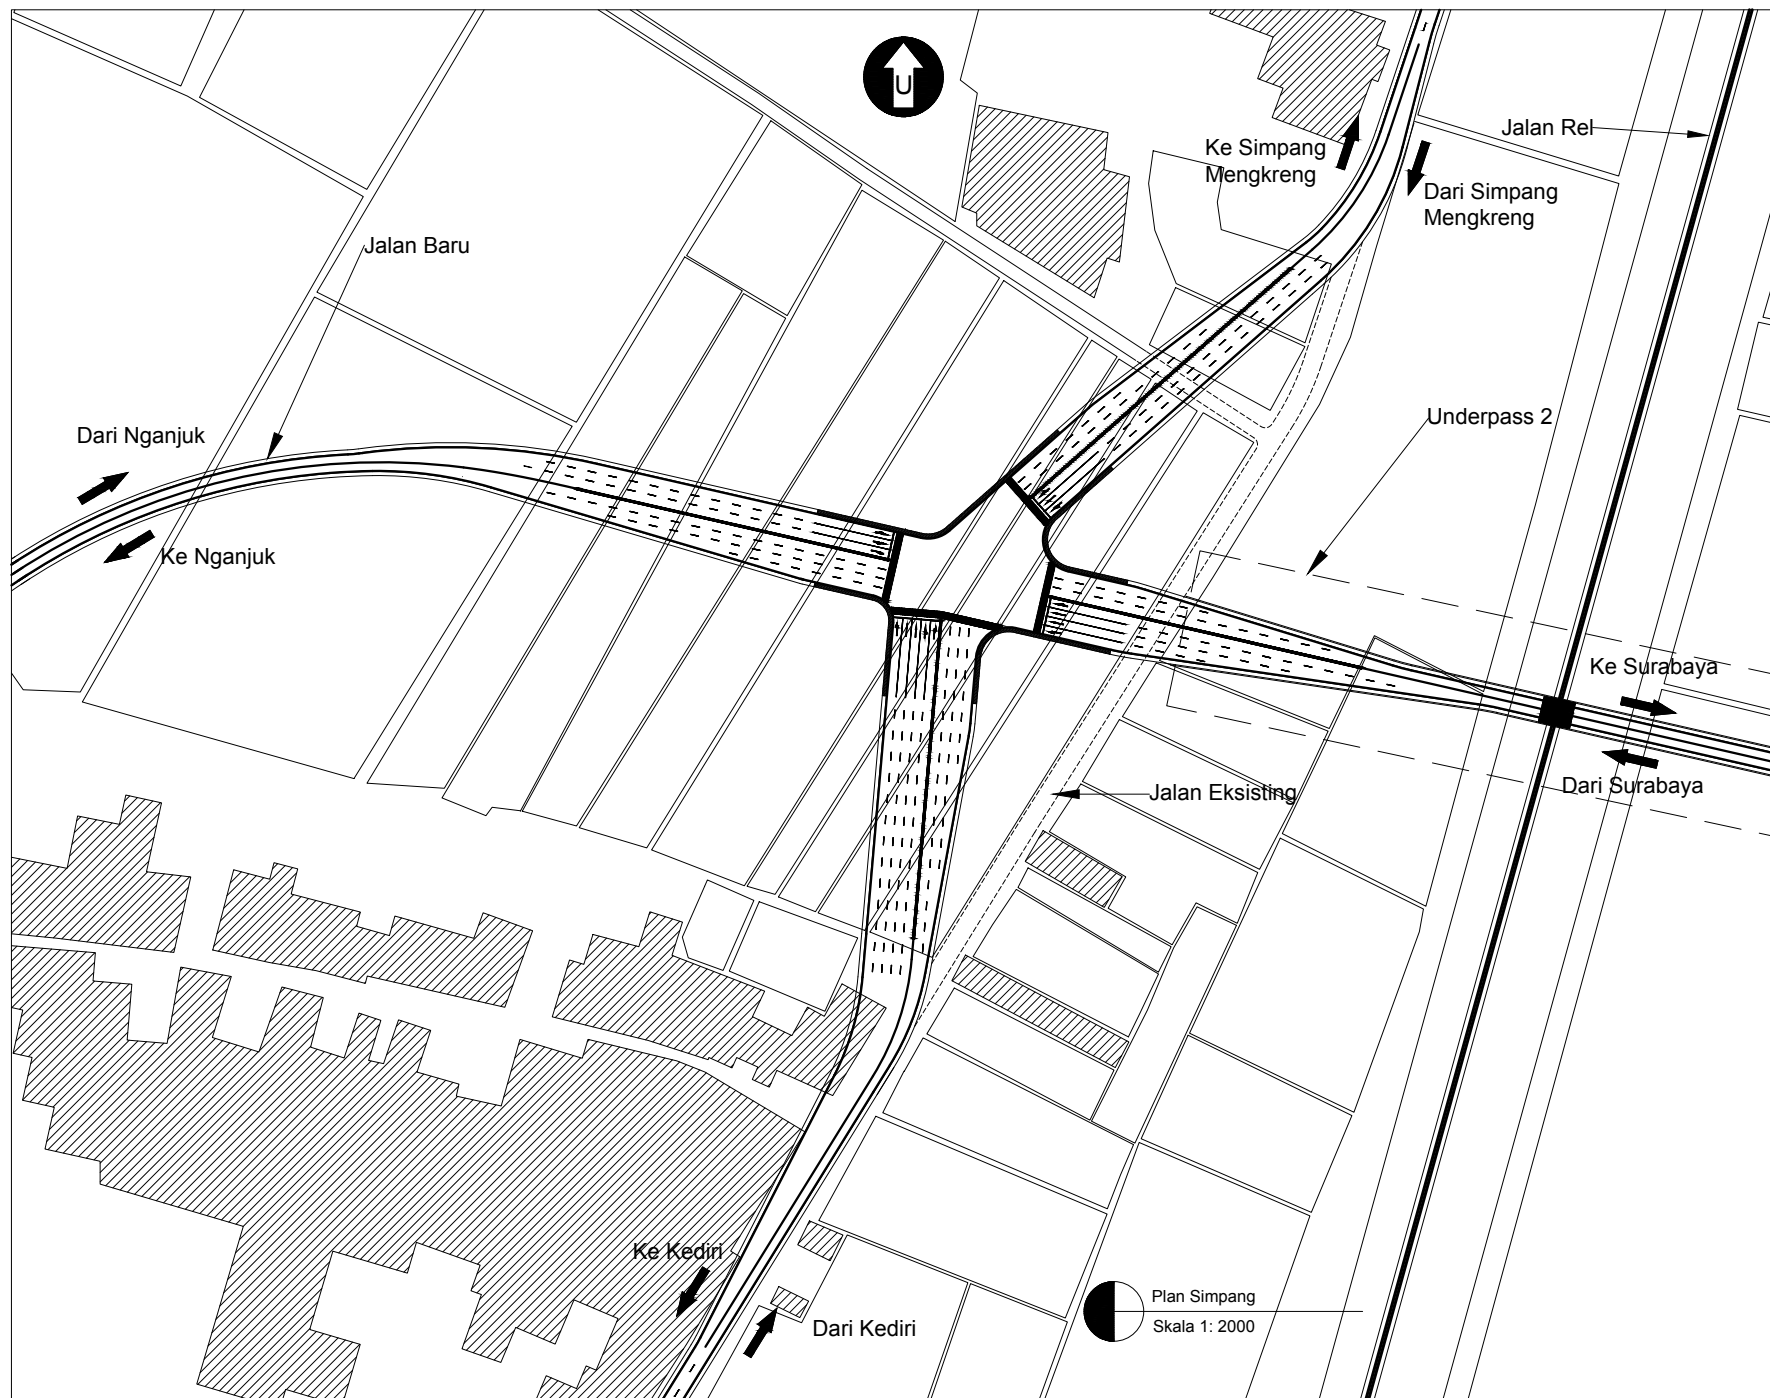 U
Jalan Rel
Ke Simpang
Mengkreng
Dari Simpang
Mengkreng
Jalan Baru
Underpass 2
Dari Nganjuk
Ke Nganjuk
Ke Surabaya
Dari Surabaya
Jalan Eksisting
Ke Kediri
Dari Kediri
Plan Simpang
Skala 1: 2000